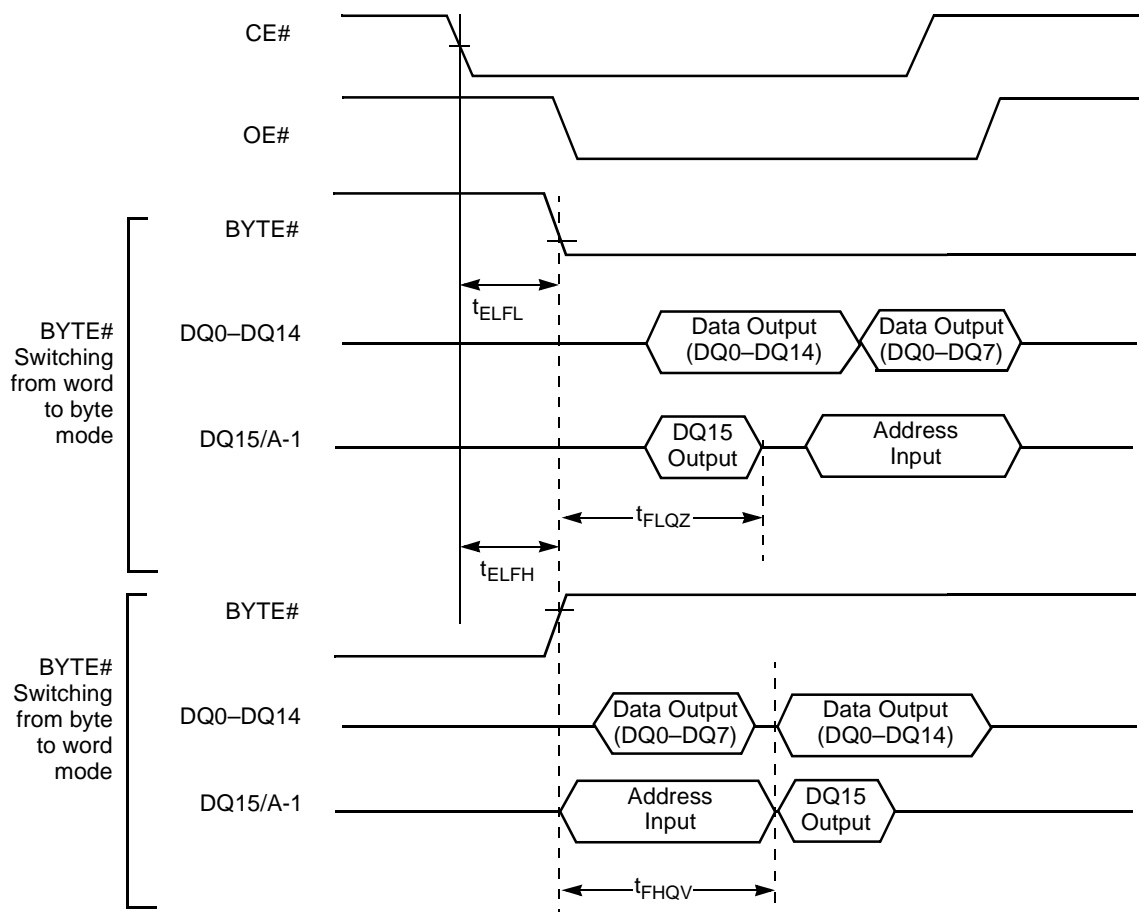 CE#
OE#
BYTE#
tELFL
BYTE#
Switching
from word
to byte
mode
DQ0–DQ14
Data Output
(DQ0–DQ14)
Data Output
(DQ0–DQ7)
DQ15/A-1
DQ15
Output
Address
Input
tFLQZ
tELFH
BYTE#
BYTE#
Switching
from byte
to word
mode
DQ0–DQ14
Data Output
(DQ0–DQ7)
Data Output
(DQ0–DQ14)
DQ15/A-1
Address
Input
DQ15
Output
tFHQV